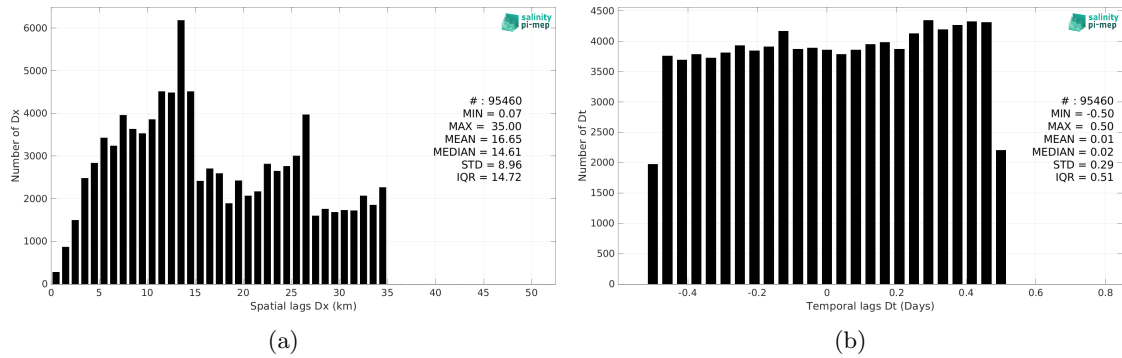 6000
5000
4000
3000
2000
1000
0
Number of Dx
0 5 10 15 20 25 30 35 40 45 50
Spatial lags Dx (km)
salinity
pi-mep
# : 95460
MIN = 0.07
MAX = 35.00
MEAN = 16.65
MEDIAN = 14.61
STD = 8.96
IQR = 14.72
(a)
4500
4000
3500
3000
2500
2000
1500
1000
500
0
Number of Dt
-0.4 -0.2 0 0.2 0.4 0.6 0.8
Temporal lags Dt (Days)
salinity
pi-mep
# : 95460
MIN = -0.50
MAX = 0.50
MEAN = 0.01
MEDIAN = 0.02
STD = 0.29
IQR = 0.51
(b)